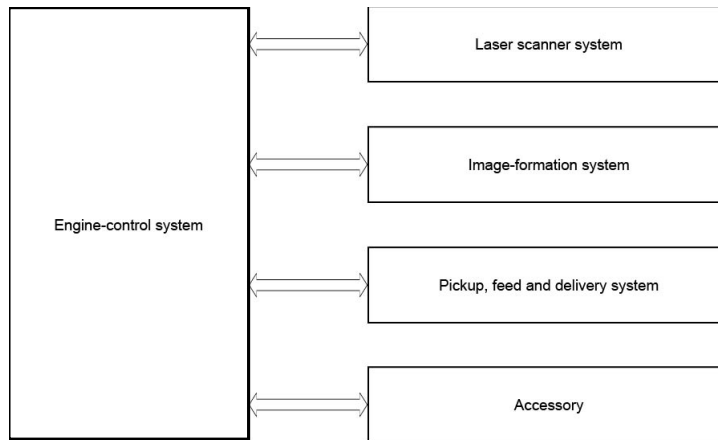 Laser scanner system
Image-formation system
Engine-control system
Pickup, feed and delivery system
Accessory